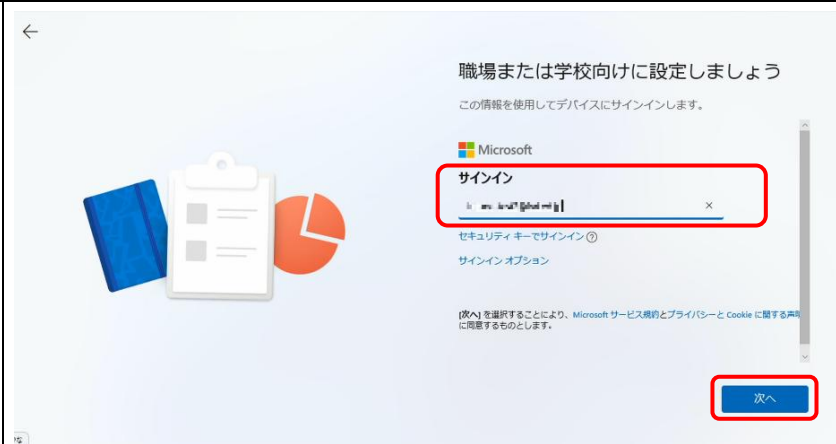 職場または学校向けに設定しましょう
この情報を使用してデバイスにサインインします。
Microsoft
サインイン
セキュリティ キーでサインイン
サインイン オプション
[次へ] を選択することにより、Microsoft サービス規約とプライバシーと Cookie に関する声明
に同意するものとします。
次へ